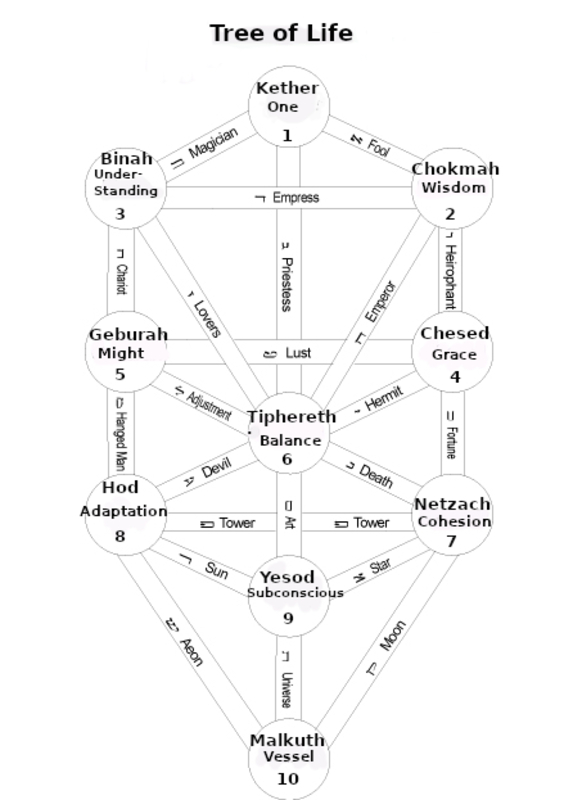 Tree of Life
Kether
One
1
Magician
Fool
Binah
Under-
Standing
3
Chokmah
Wisdom
2
Empress
Chariot
Priestess
Heirophant
Lovers
Emperor
Geburah
Might
5
Chesed
Grace
4
Lust
Adjustment
Hermit
Hanged Man
Tiphereth
Balance
6
Fortune
Devil
Death
Hod
Adaptation
8
Netzach
Cohesion
7
Tower
Art
Tower
Sun
Star
Yesod
Subconscious
9
Aeon
Moon
Universe
Malkuth
Vessel
10